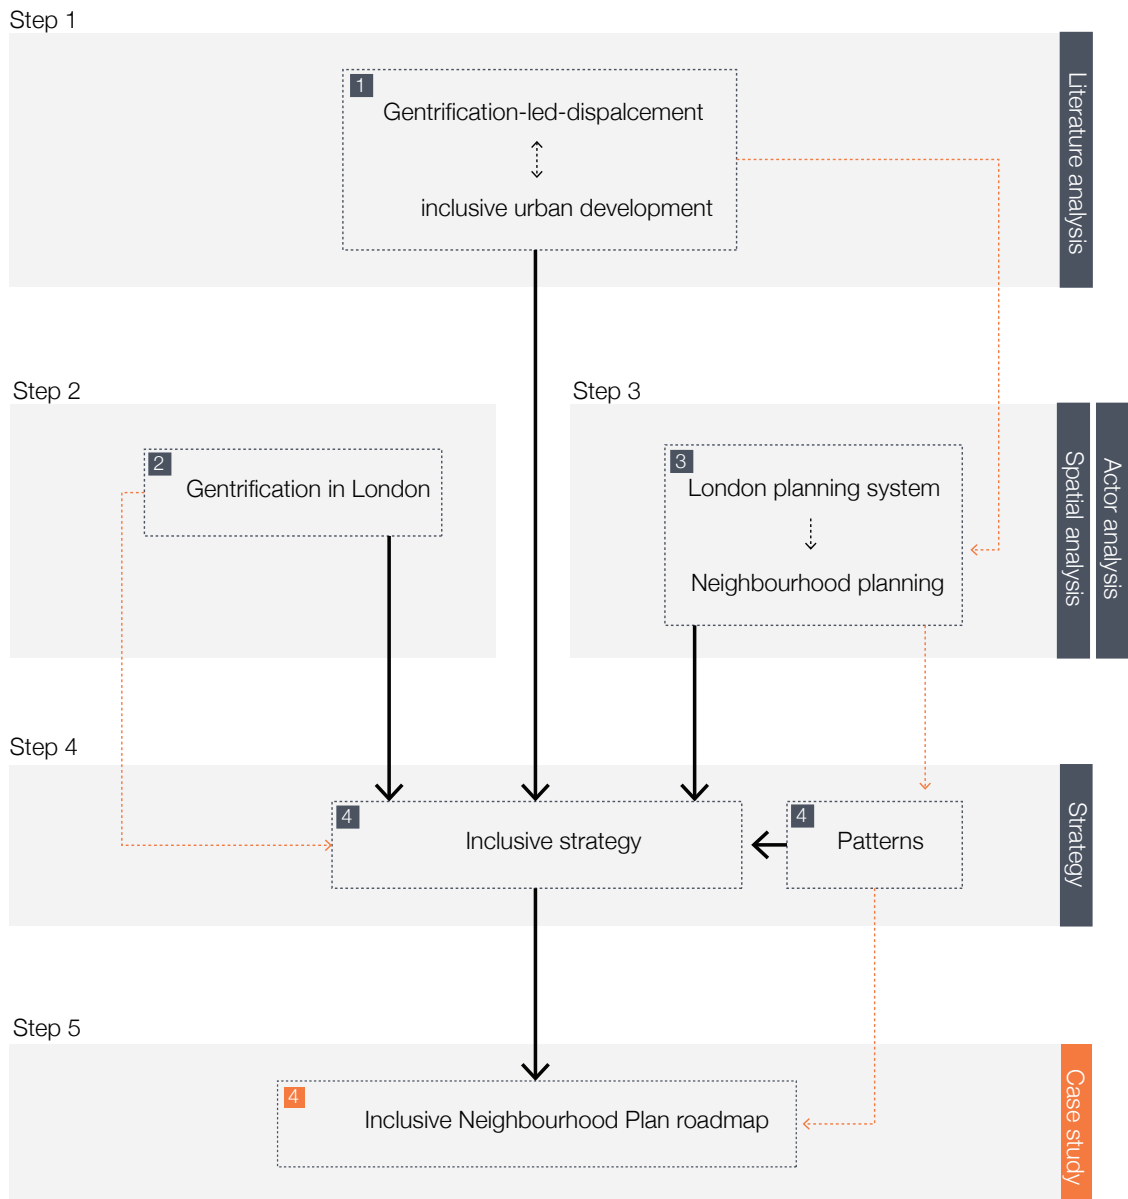 Step 1
1
Gentrification-led-dispalcement
inclusive urban development
Literature analysis
Step 2
2
Gentrification in London
Step 3
3
London planning system
Neighbourhood planning
Spatial analysis
Actor analysis
Step 4
4
Inclusive strategy
4
Patterns
Strategy
Step 5
4
Inclusive Neighbourhood Plan roadmap
Case study